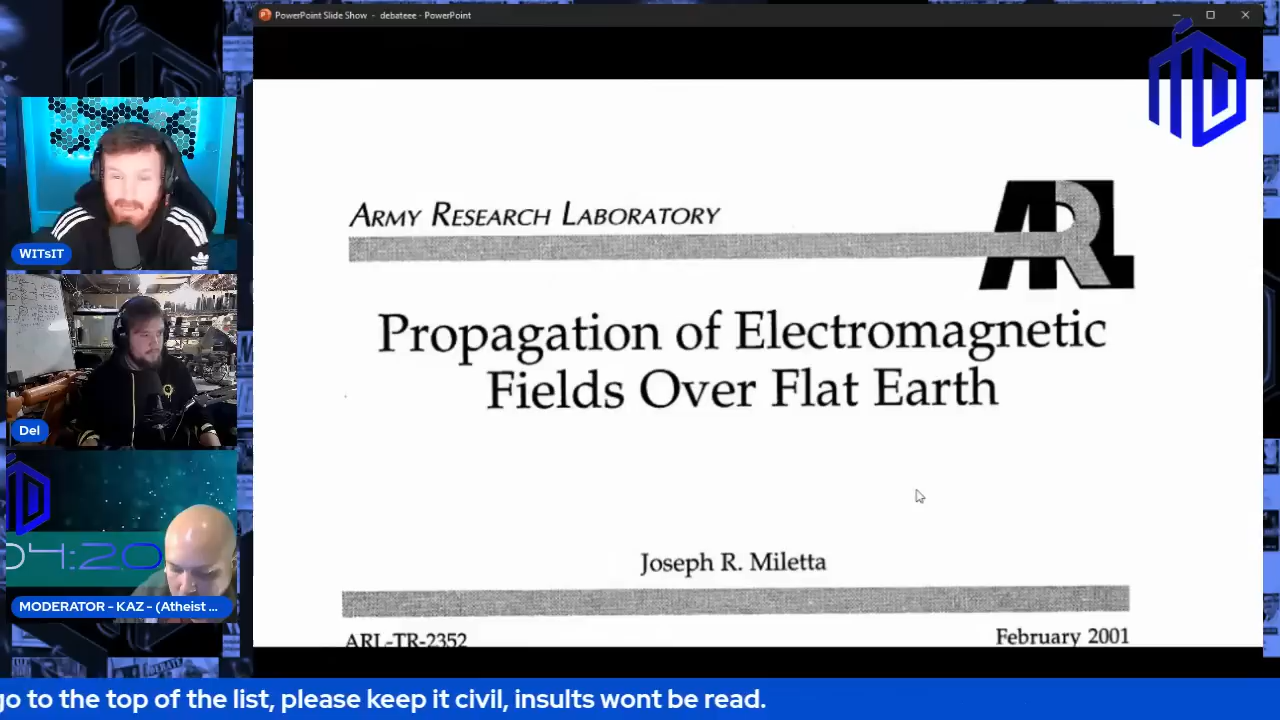 PowerPoint Slide Show - debateee - PowerPoint
ARMY RESEARCH LABORATORY
ARL
Propagation of Electromagnetic
Fields Over Flat Earth
Joseph R. Miletta
ARL-TR-2352
February 2001
WITsIT
Del
04:20
MODERATOR - KAZ - (Atheist ...
go to the top of the list, please keep it civil, insults wont be read.